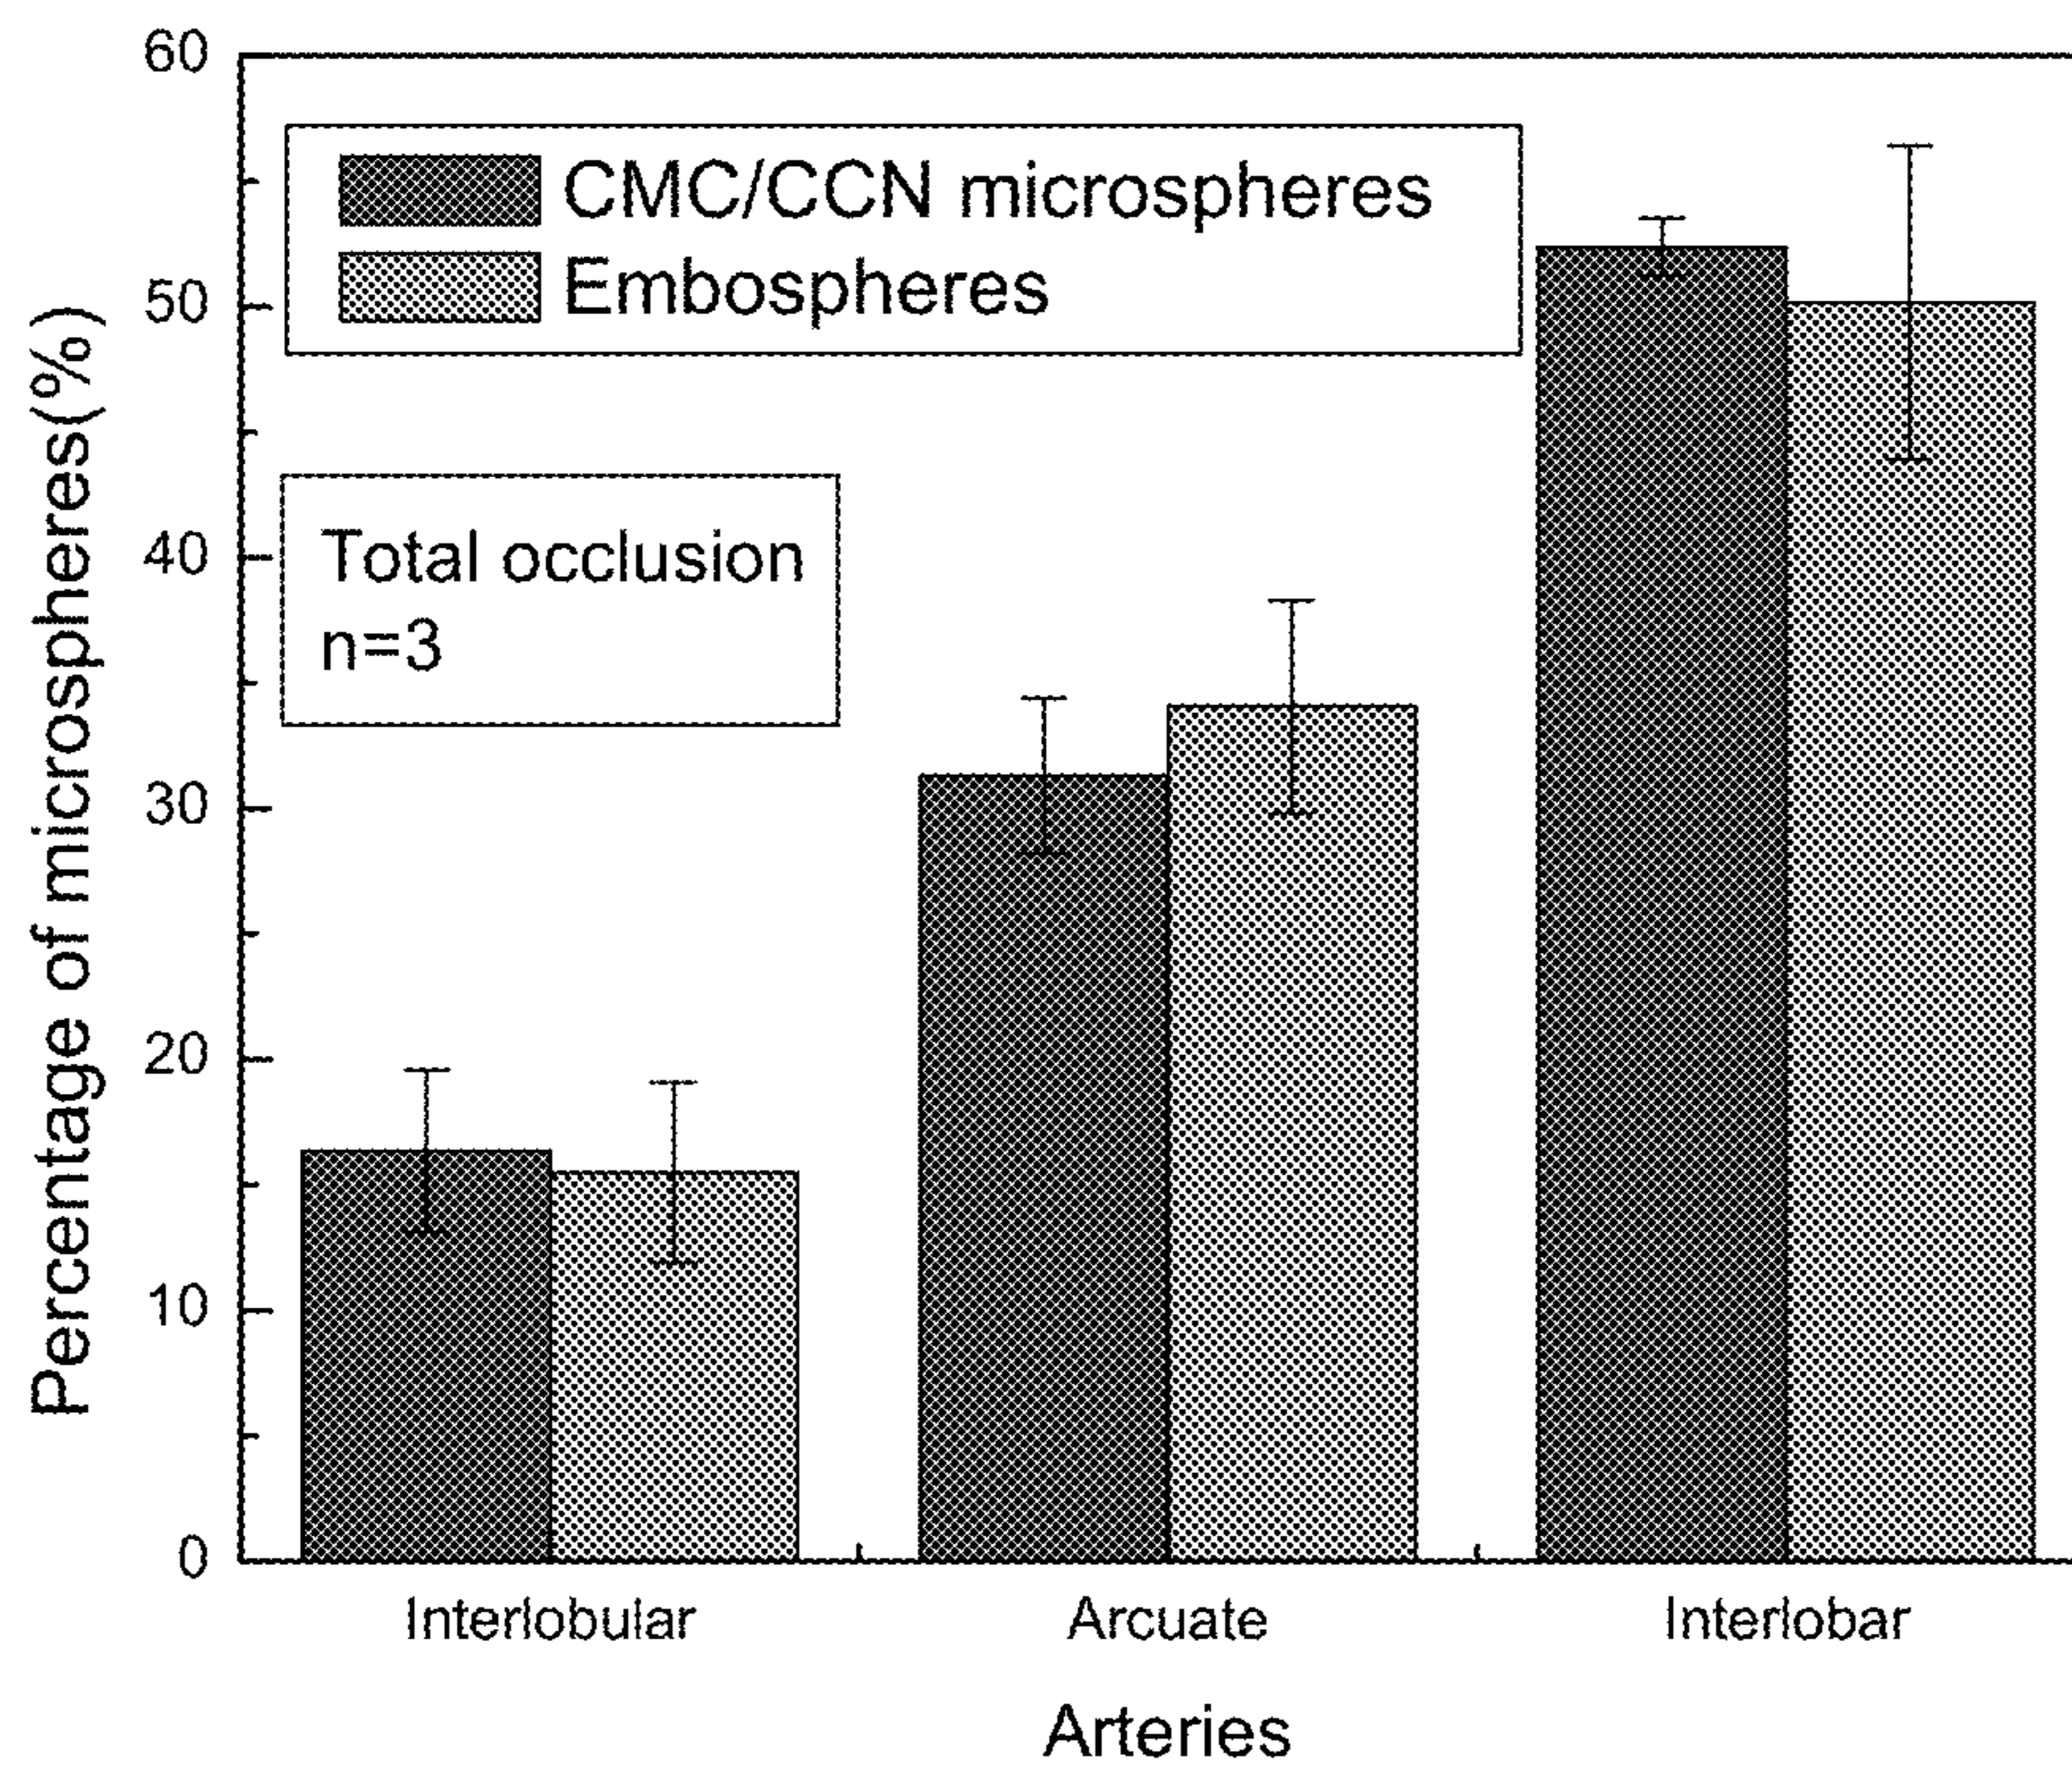 60
50
40
30
20
10
0
Percentage of microspheres(%)
CMC/CCN microspheres
Embospheres
Total occlusion
n=3
Interlobular
Arcuate
Interlobar
Arteries